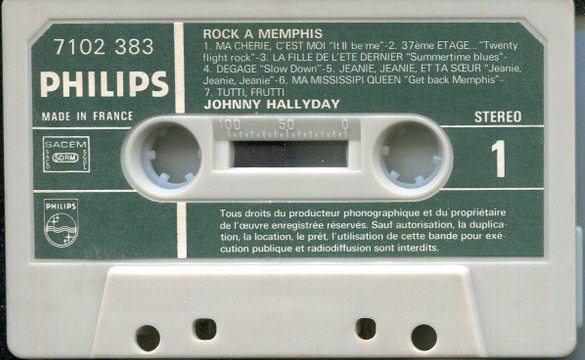 7102 383
PHILIPS
MADE IN FRANCE
ROCK A MEMPHIS
1. MA CHERIE, C'EST MOI "It ll be me"-2. 37ème ETAGE... "Twenty
flight rock"-3. LA FILLE DE L'ETE DERNIER "Summertime blues"-
4. DEGAGE "Slow Down"-5. JEANIE, JEANIE, ET TA SŒUR "Jeanie,
Jeanie, Jeanie"-6. MA MISSISSIPI QUEEN "Get back Memphis"-
7. TUTTI, FRUTTI
JOHNNY HALLYDAY
STEREO
1
100 50 0
SACEM
SACD SDRM SGDL
PHILIPS
Tous droits du producteur phonographique et du propriétaire
de l'œuvre enregistrée réservés. Sauf autorisation, la duplica-
tion, la location, le prêt, l'utilisation de cette bande pour exé-
cution publique et radiodiffusion sont interdits.